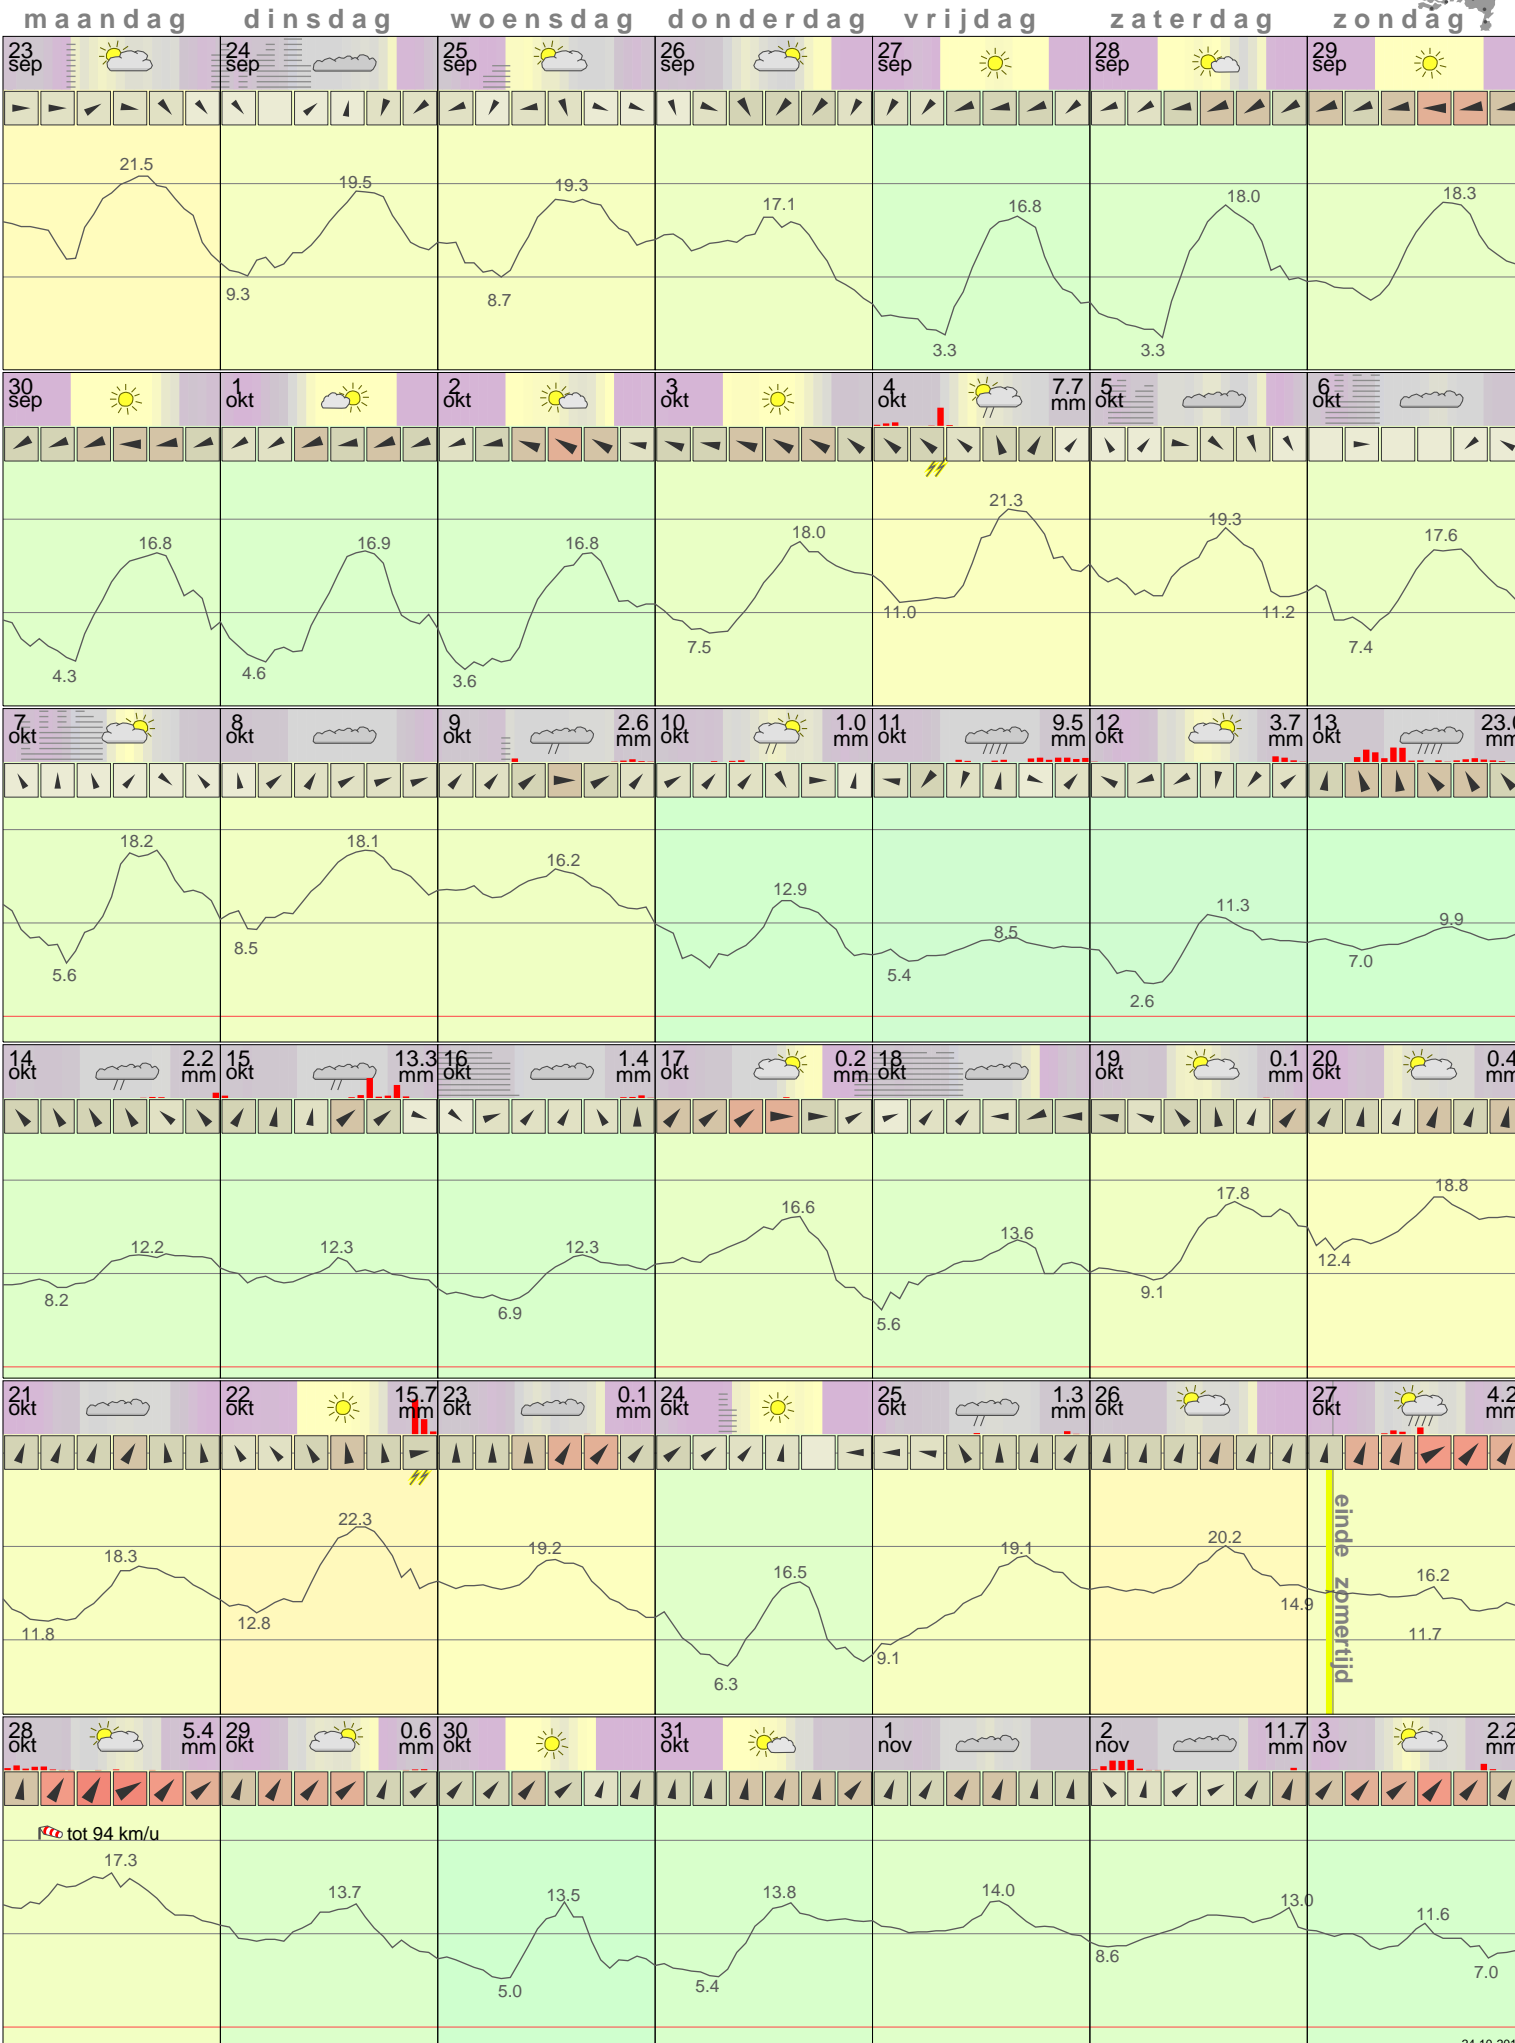 maandag dinsdag woensdag donderdag vrijdag zaterdag zondag
23 sep 24 sep 25 sep 26 sep 27 sep 28 sep 29 sep
21.5 9.3 19.5 8.7 19.3 17.1 3.3 16.8 3.3 18.0 18.3
30 sep 1 okt 2 okt 3 okt 4 okt 7.7 mm 5 okt 6 okt
4.3 16.8 4.6 16.9 3.6 16.8 7.5 18.0 11.0 21.3 19.3 11.2 7.4 17.6
7 okt 8 okt 9 okt 2.6 mm 10 okt 1.0 mm 11 okt 9.5 mm 12 okt 3.7 mm 13 okt mm
5.6 18.2 8.5 18.1 16.2 12.9 5.4 8.5 2.6 11.3 7.0 9.9
14 okt 2.2 mm 15 okt 13.3 mm 16 okt 1.4 mm 17 okt 0.2 mm 18 okt 19 okt 0.1 mm 20 okt 0.4 mm
8.2 12.2 12.3 6.9 12.3 16.6 5.6 13.6 9.1 17.8 12.4 18.8
21 okt 22 okt 15.7 mm 23 okt 0.1 mm 24 okt 25 okt 1.3 mm 26 okt 27 okt 4.2 mm
11.8 18.3 12.8 22.3 19.2 6.3 16.5 9.1 19.1 20.2 14.9 16.2 11.7
einde zomertijd
28 okt 5.4 mm 29 okt 0.6 mm 30 okt 31 okt 1 nov 2 nov 11.7 mm 3 nov 2.2 mm
tot 94 km/u
17.3 13.7 5.0 13.5 5.4 13.8 14.0 8.6 13.0 11.6 7.0